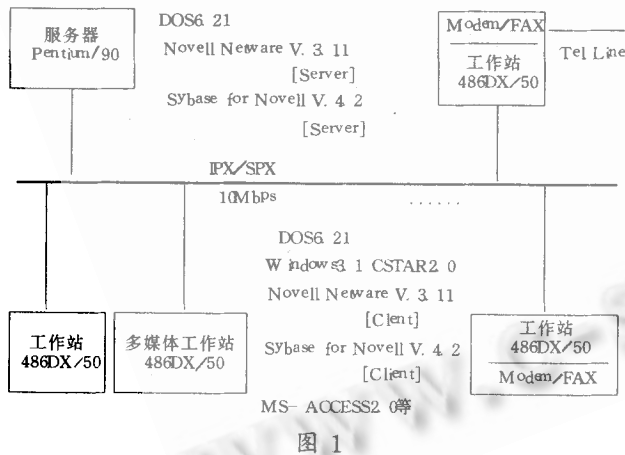 服务器
Pentium/90
DOS6. 21
Novell Netware V. 3. 11
[Server]
Sybase for Novell V. 4. 2
[Server]
Modem/FAX
工作站
486DX/50
Tel Line
IPX/SPX
10Mbps
......
DOS6. 21
Windows3. 1 CSTAR2. 0
Novell Netware V. 3. 11
[Client]
Sybase for Novell V. 4. 2
[Client]
MS- ACCESS2. 0等
工作站
486DX/50
多媒体工作站
486DX/50
工作站
486DX/50
Modem/FAX
图 1